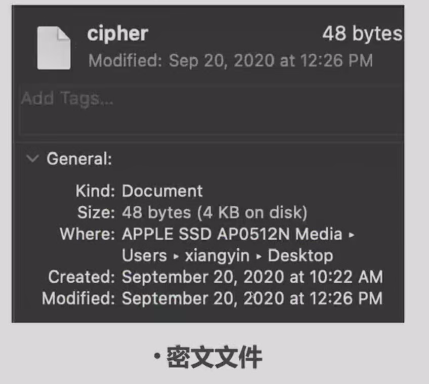 cipher 48 bytes
Modified: Sep 20, 2020 at 12:26 PM
Add Tags...
General:
Kind: Document
Size: 48 bytes (4 KB on disk)
Where: APPLE SSD AP0512N Media ▸
Users ▸ xiangyin ▸ Desktop
Created: September 20, 2020 at 10:22 AM
Modified: September 20, 2020 at 12:26 PM
• 密文文件